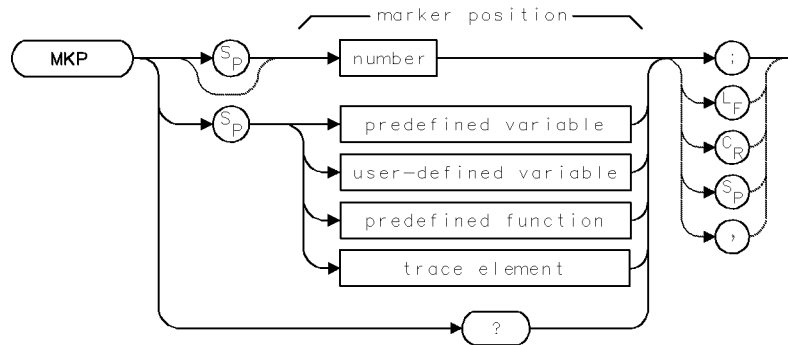 marker position
MKP
SP
number
;
SP
predefined variable
LF
user-defined variable
CR
predefined function
SP
trace element
,
?